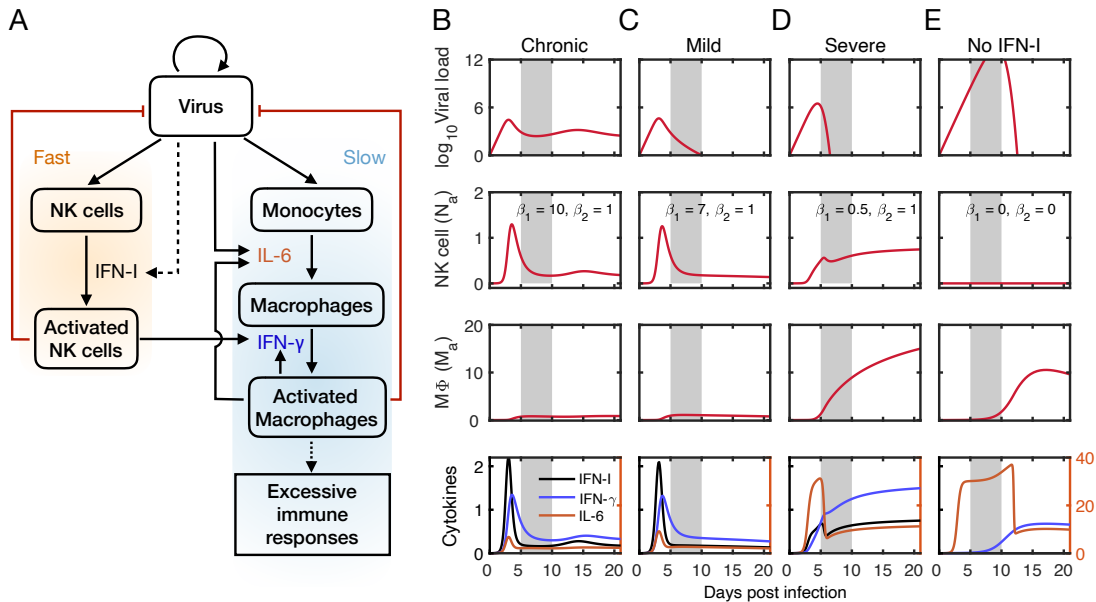 A
Virus
Fast
Slow
NK cells
Monocytes
IFN-I
IL-6
Macrophages
Activated
NK cells
IFN-γ
Activated
Macrophages
Excessive
immune
responses
B
C
D
E
Chronic
Mild
Severe
No IFN-I
log₁₀Viral load
12
6
0
NK cell (Nₐ)
2
1
0
β₁ = 10, β₂ = 1
β₁ = 7, β₂ = 1
β₁ = 0.5, β₂ = 1
β₁ = 0, β₂ = 0
MΦ (Mₐ)
20
10
0
Cytokines
2
1
0
IFN-I
IFN-γ
IL-6
40
20
0
0 5 10 15 20
0 5 10 15 20
0 5 10 15 20
0 5 10 15 20
Days post infection